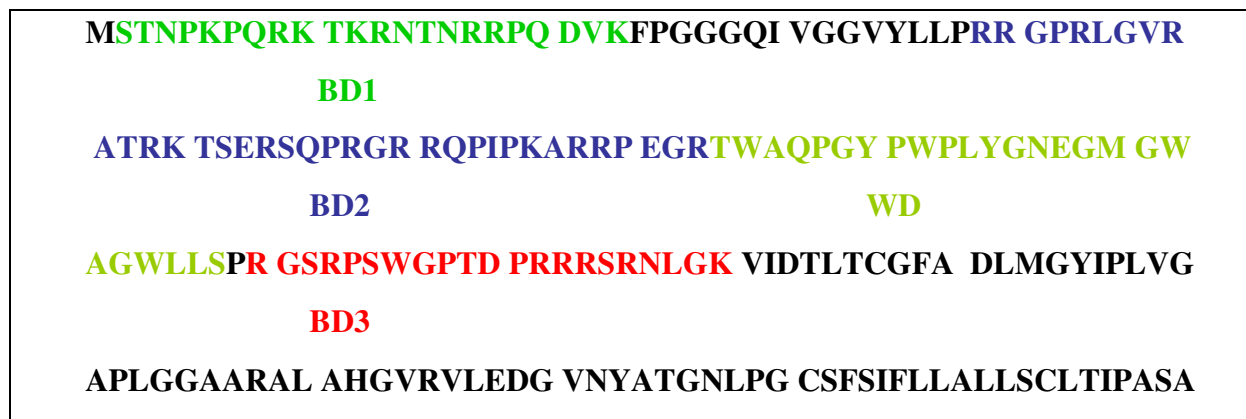 MSTNPKPQRK TKRNTNRRPQ DVKFPGGGQI VGGVYLLPRR GPRLGVR
BD1
ATRK TSERSQPRGR RQPIPKARRP EGRTWAQPGY PWPLYGNEGM GW
BD2 WD
AGWLLSPR GSRPSWGPTD PRRRSRNLGK VIDTLTCGFA DLMGYIPLVG
BD3
APLGGAARAL AHGVRVLEDG VNYATGNLPG CSFSIFLLALLSCLTIPASA